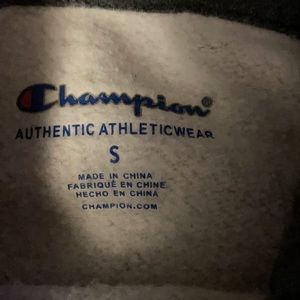 Champion®
AUTHENTIC ATHLETICWEAR
S
MADE IN CHINA
FABRIQUÉ EN CHINE
HECHO EN CHINA
CHAMPION.COM